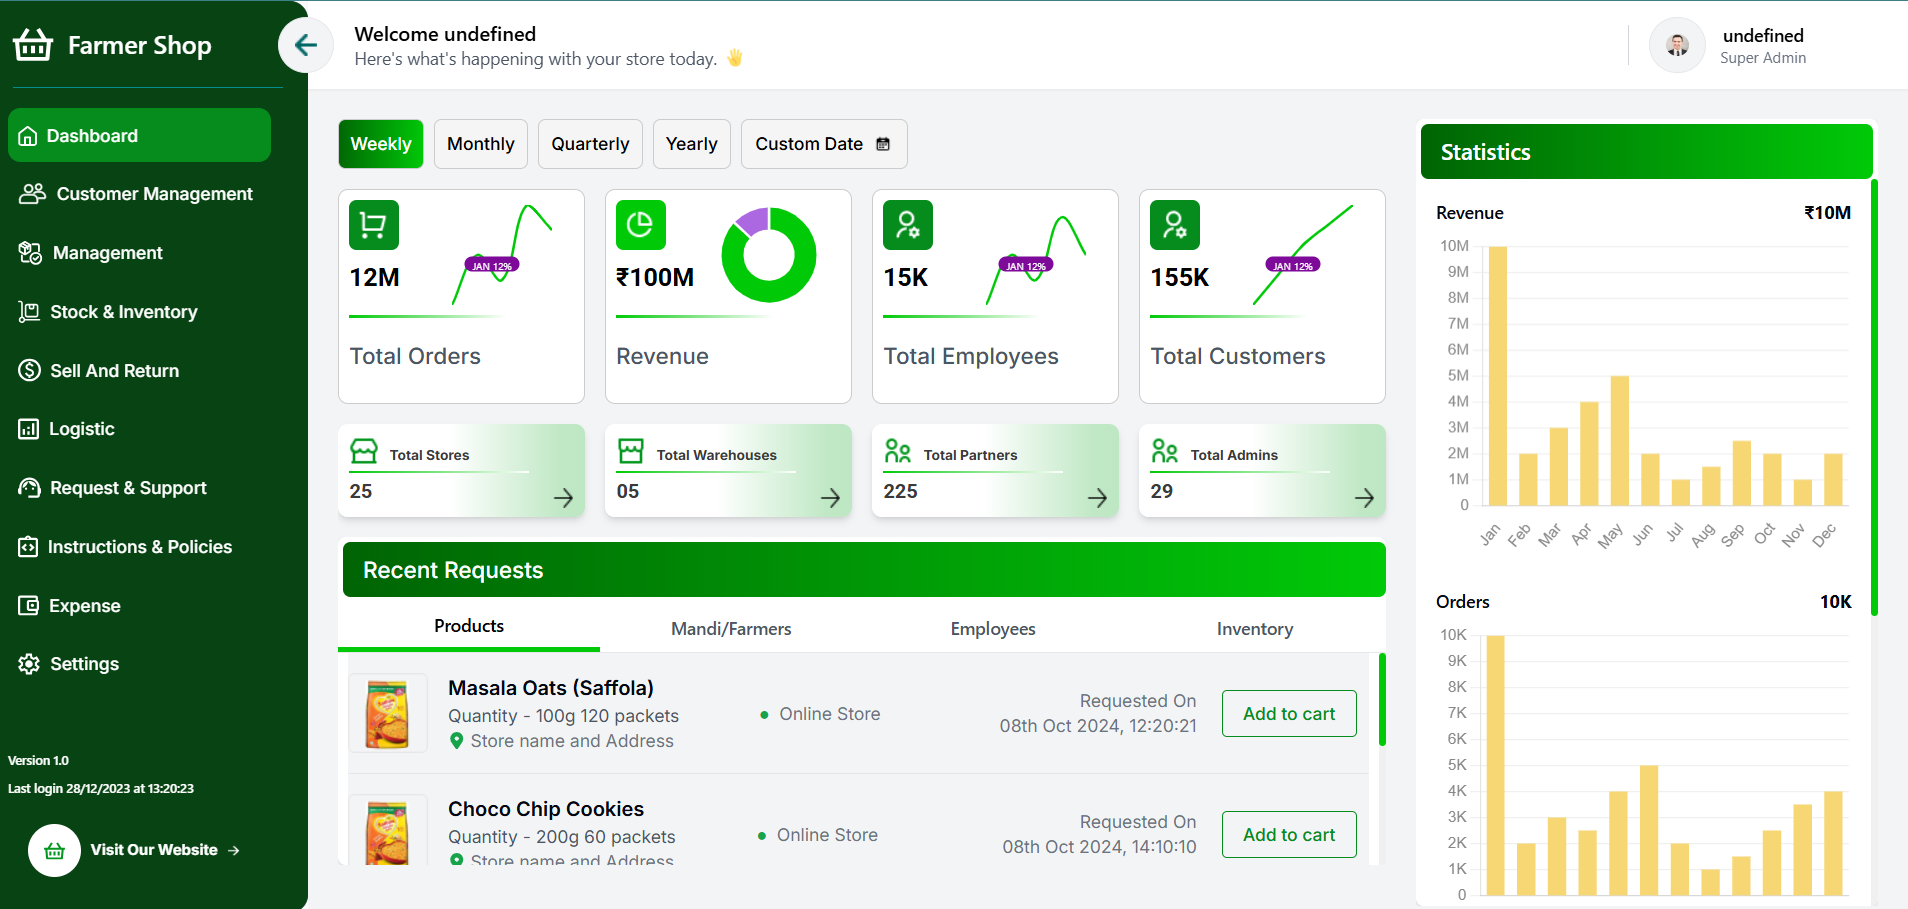 Farmer Shop
Dashboard
Customer Management
Management
Stock & Inventory
Sell And Return
Logistic
Request & Support
Instructions & Policies
Expense
Settings
Version 1.0
Last login 28/12/2023 at 13:20:23
Visit Our Website
Welcome undefined
Here's what's happening with your store today. 👋
undefined
Super Admin
Weekly
Monthly
Quarterly
Yearly
Custom Date
12M
JAN 12%
Total Orders
₹100M
Revenue
15K
JAN 12%
Total Employees
155K
JAN 12%
Total Customers
Total Stores
25
Total Warehouses
05
Total Partners
225
Total Admins
29
Recent Requests
Products
Mandi/Farmers
Employees
Inventory
Masala Oats (Saffola)
Quantity - 100g 120 packets
Store name and Address
Online Store
Requested On
08th Oct 2024, 12:20:21
Add to cart
Choco Chip Cookies
Quantity - 200g 60 packets
Store name and Address
Online Store
Requested On
08th Oct 2024, 14:10:10
Add to cart
Statistics
Revenue
₹10M
10M
9M
8M
7M
6M
5M
4M
3M
2M
1M
0
Jan
Feb
Mar
Apr
May
Jun
Jul
Aug
Sep
Oct
Nov
Dec
Orders
10K
10K
9K
8K
7K
6K
5K
4K
3K
2K
1K
0